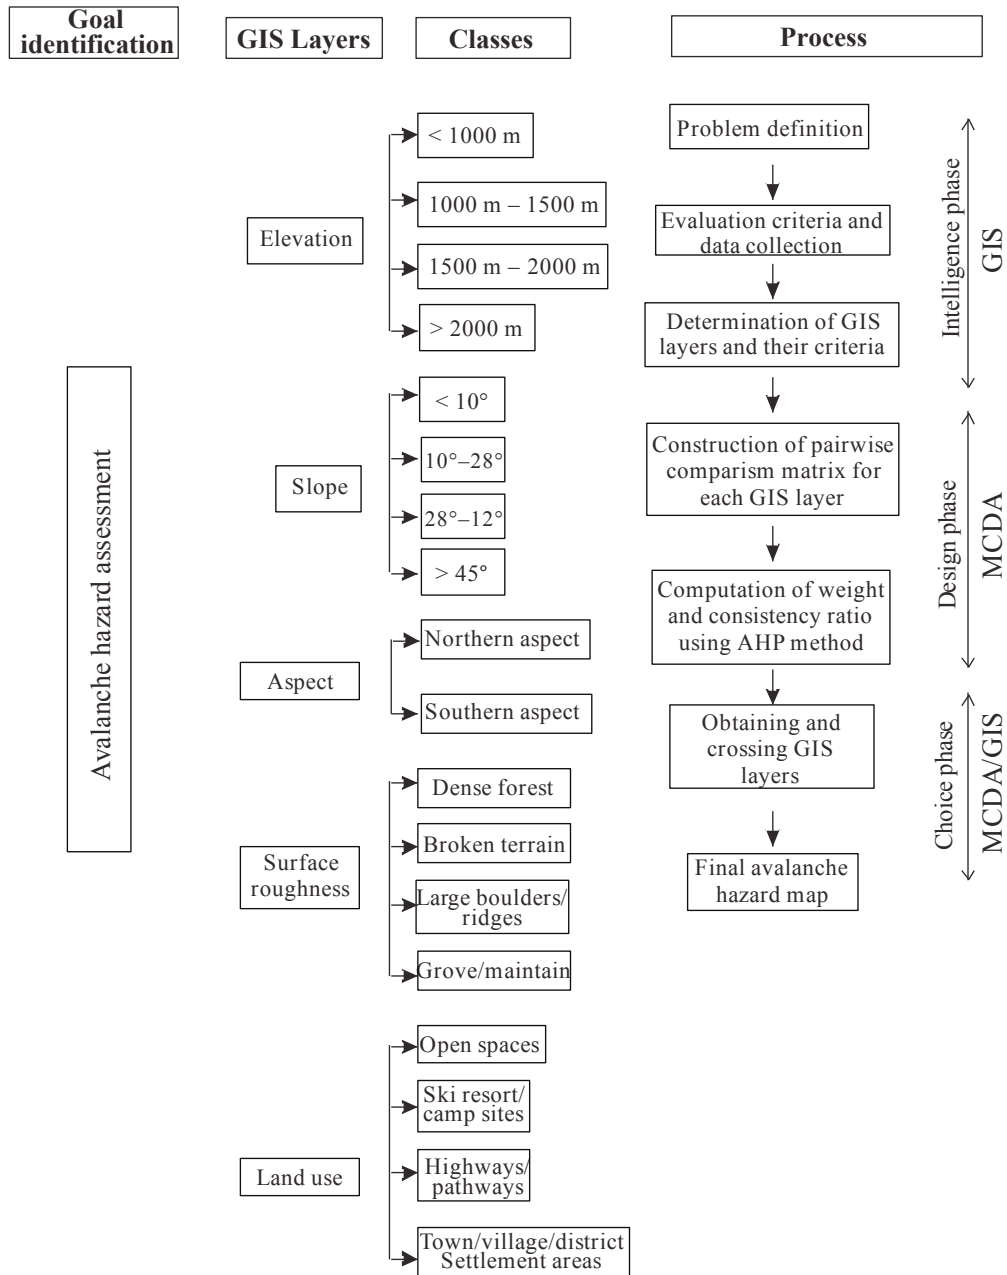 Goal
identification
GIS Layers
Classes
Process
Avalanche hazard assessment
Elevation
< 1000 m
1000 m – 1500 m
1500 m – 2000 m
> 2000 m
Slope
< 10°
10°–28°
28°–12°
> 45°
Aspect
Northern aspect
Southern aspect
Surface
roughness
Dense forest
Broken terrain
Large boulders/
ridges
Grove/maintain
Land use
Open spaces
Ski resort/
camp sites
Highways/
pathways
Town/village/district
Settlement areas
Problem definition
Evaluation criteria and
data collection
Determination of GIS
layers and their criteria
Construction of pairwise
comparism matrix for
each GIS layer
Computation of weight
and consistency ratio
using AHP method
Obtaining and
crossing GIS
layers
Final avalanche
hazard map
Intelligence phase
GIS
Design phase
MCDA
Choice phase
MCDA/GIS